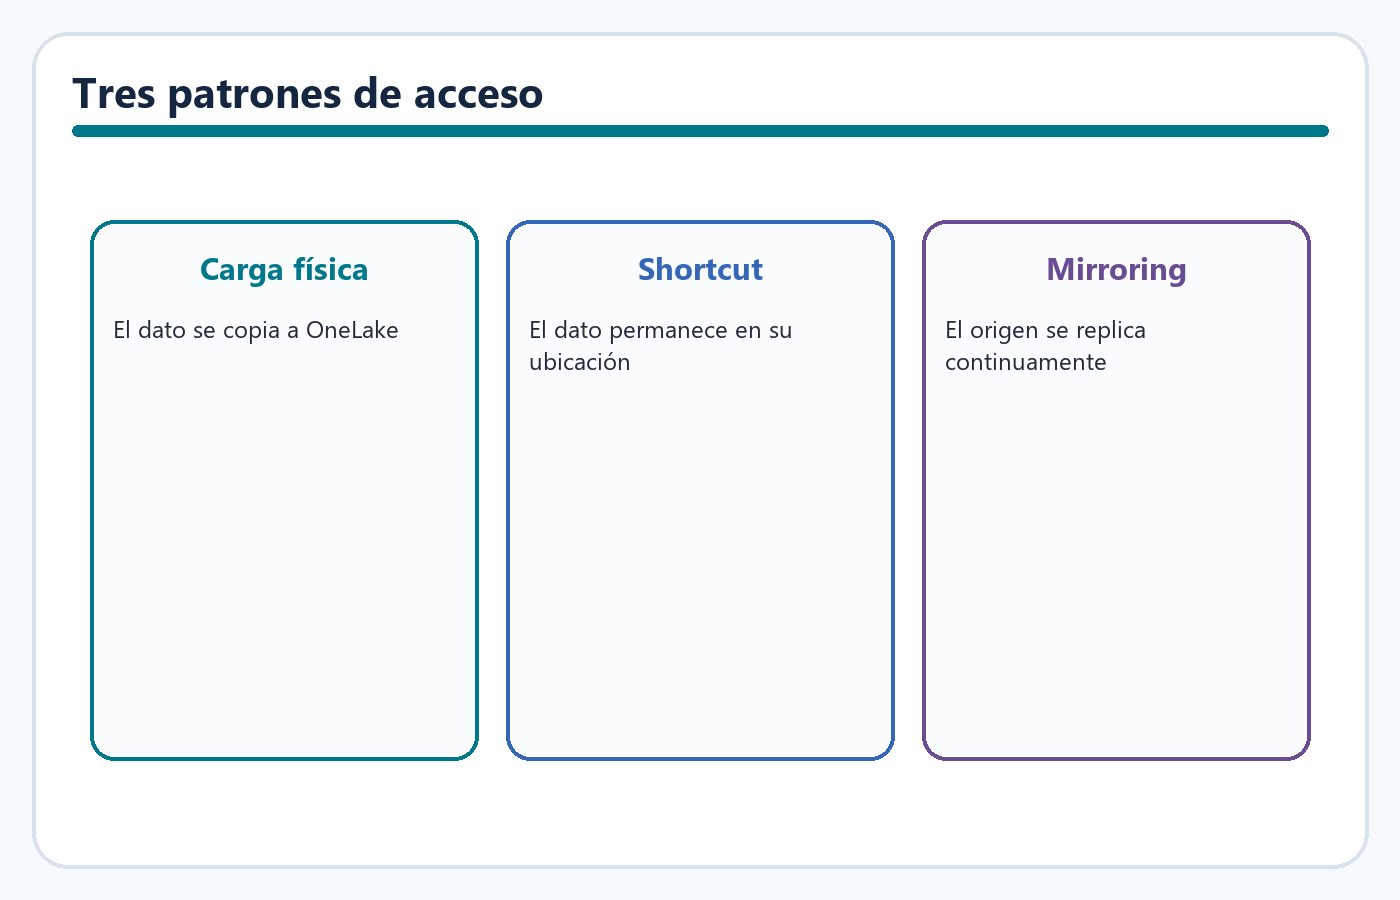 Tres patrones de acceso
Carga física
El dato se copia a OneLake
Shortcut
El dato permanece en su
ubicación
Mirroring
El origen se replica
continuamente